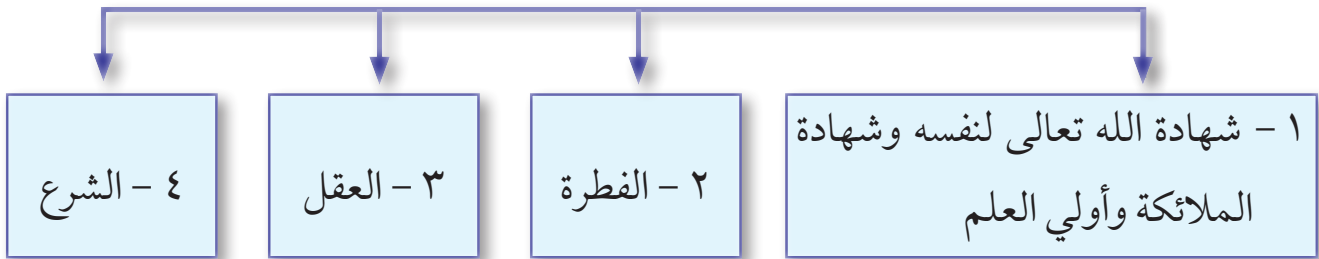 ١ – شهادة الله تعالى لنفسه وشهادة
الملائكة وأولي العلم
٢ – الفطرة
٣ – العقل
٤ – الشرع